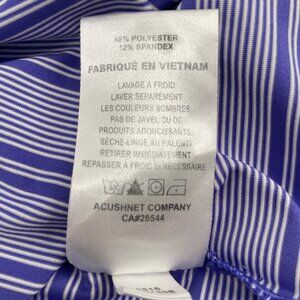 88% POLYESTER
12% SPANDEX
FABRIQUÉ EN VIETNAM
LAVAGE À FROID
LAVER SÉPARÉMENT
LES COULEURS SOMBRES
PAS DE JAVEL OU DE
PRODUITS ADOUCISSANTS
SÈCHE-LINGE AU RALENTI
RETIRER IMMÉDIATEMENT
REPASSER À FROID SI NÉCESSAIRE
ACUSHNET COMPANY
CA#28544